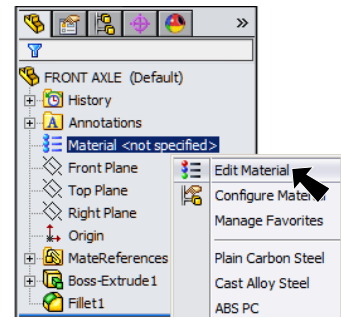 »
FRONT AXLE (Default)
History
A Annotations
Material <not specified>
Front Plane
Edit Material
Top Plane
Configure Material
Right Plane
Manage Favorites
Origin
MateReferences
Plain Carbon Steel
Boss-Extrude1
Cast Alloy Steel
Fillet1
ABS PC